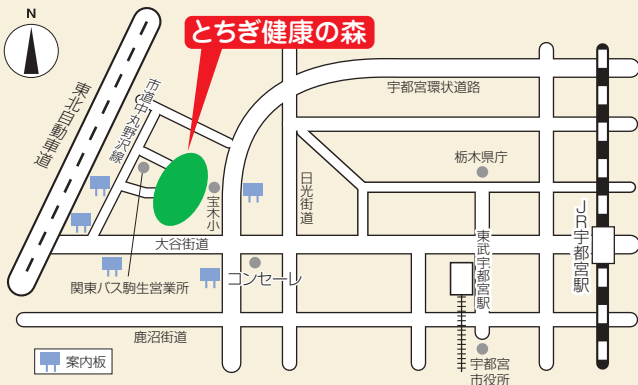 N
とちぎ健康の森
東北自動車道
市道中丸野沢線
宇都宮環状道路
日光街道
栃木県庁
宝木小
大谷街道
JR宇都宮駅
東武宇都宮駅
関東バス駒生営業所
コンセーレ
鹿沼街道
宇都宮
市役所
案内板